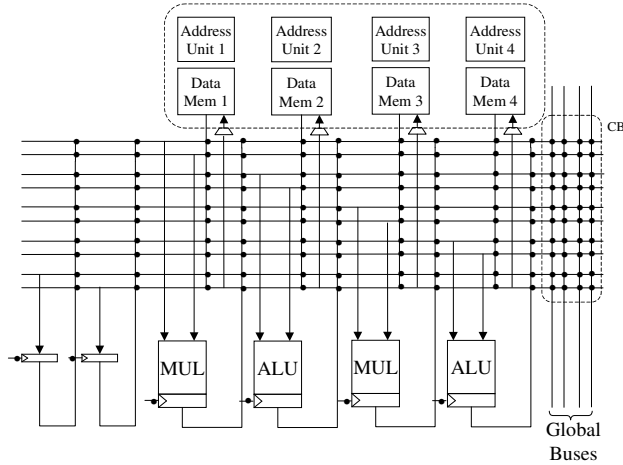 Address Unit 1
Address Unit 2
Address Unit 3
Address Unit 4
Data Mem 1
Data Mem 2
Data Mem 3
Data Mem 4
CB
MUL
ALU
MUL
ALU
Global
Buses